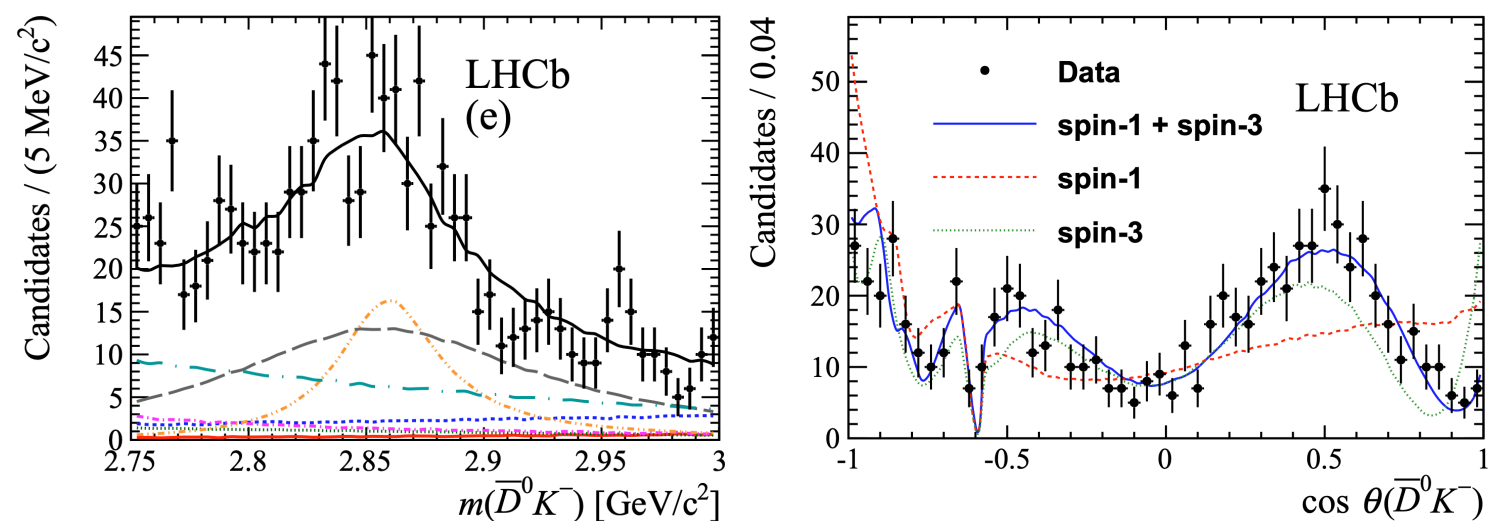 Candidates / (5 MeV/c²)
45
40
35
30
25
20
15
10
5
0
LHCb
(e)
2.75 2.8 2.85 2.9 2.95 3
m(D̅⁰K⁻) [GeV/c²]
Candidates / 0.04
50
40
30
20
10
0
Data
spin-1 + spin-3
spin-1
spin-3
LHCb
-1 -0.5 0 0.5 1
cos θ(D̅⁰K⁻)